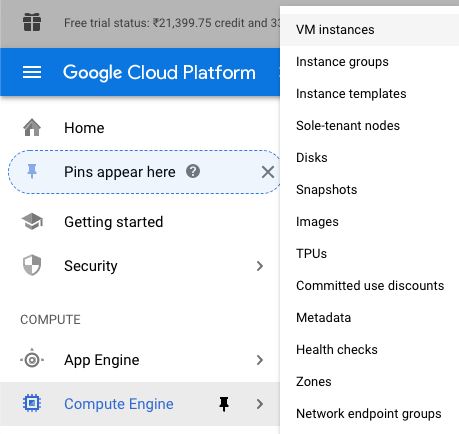 Free trial status: ₹21,399.75 credit and 33
Google Cloud Platform
Home
Pins appear here
Getting started
Security
COMPUTE
App Engine
Compute Engine
VM instances
Instance groups
Instance templates
Sole-tenant nodes
Disks
Snapshots
Images
TPUs
Committed use discounts
Metadata
Health checks
Zones
Network endpoint groups